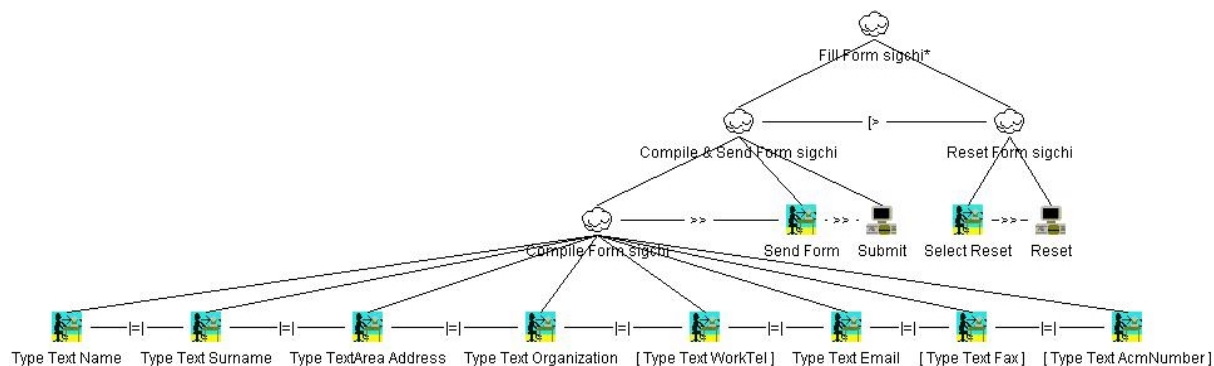 Fill Form sigchi*
[>
Compile & Send Form sigchi
Reset Form sigchi
>>
>>
>>
Send Form
Submit
Select Reset
Reset
Compile Form sigchi
|=|
|=|
|=|
|=|
|=|
|=|
|=|
Type Text Name
Type Text Surname
Type TextArea Address
Type Text Organization
[Type Text WorkTel]
Type Text Email
[Type Text Fax]
[Type Text AcmNumber]